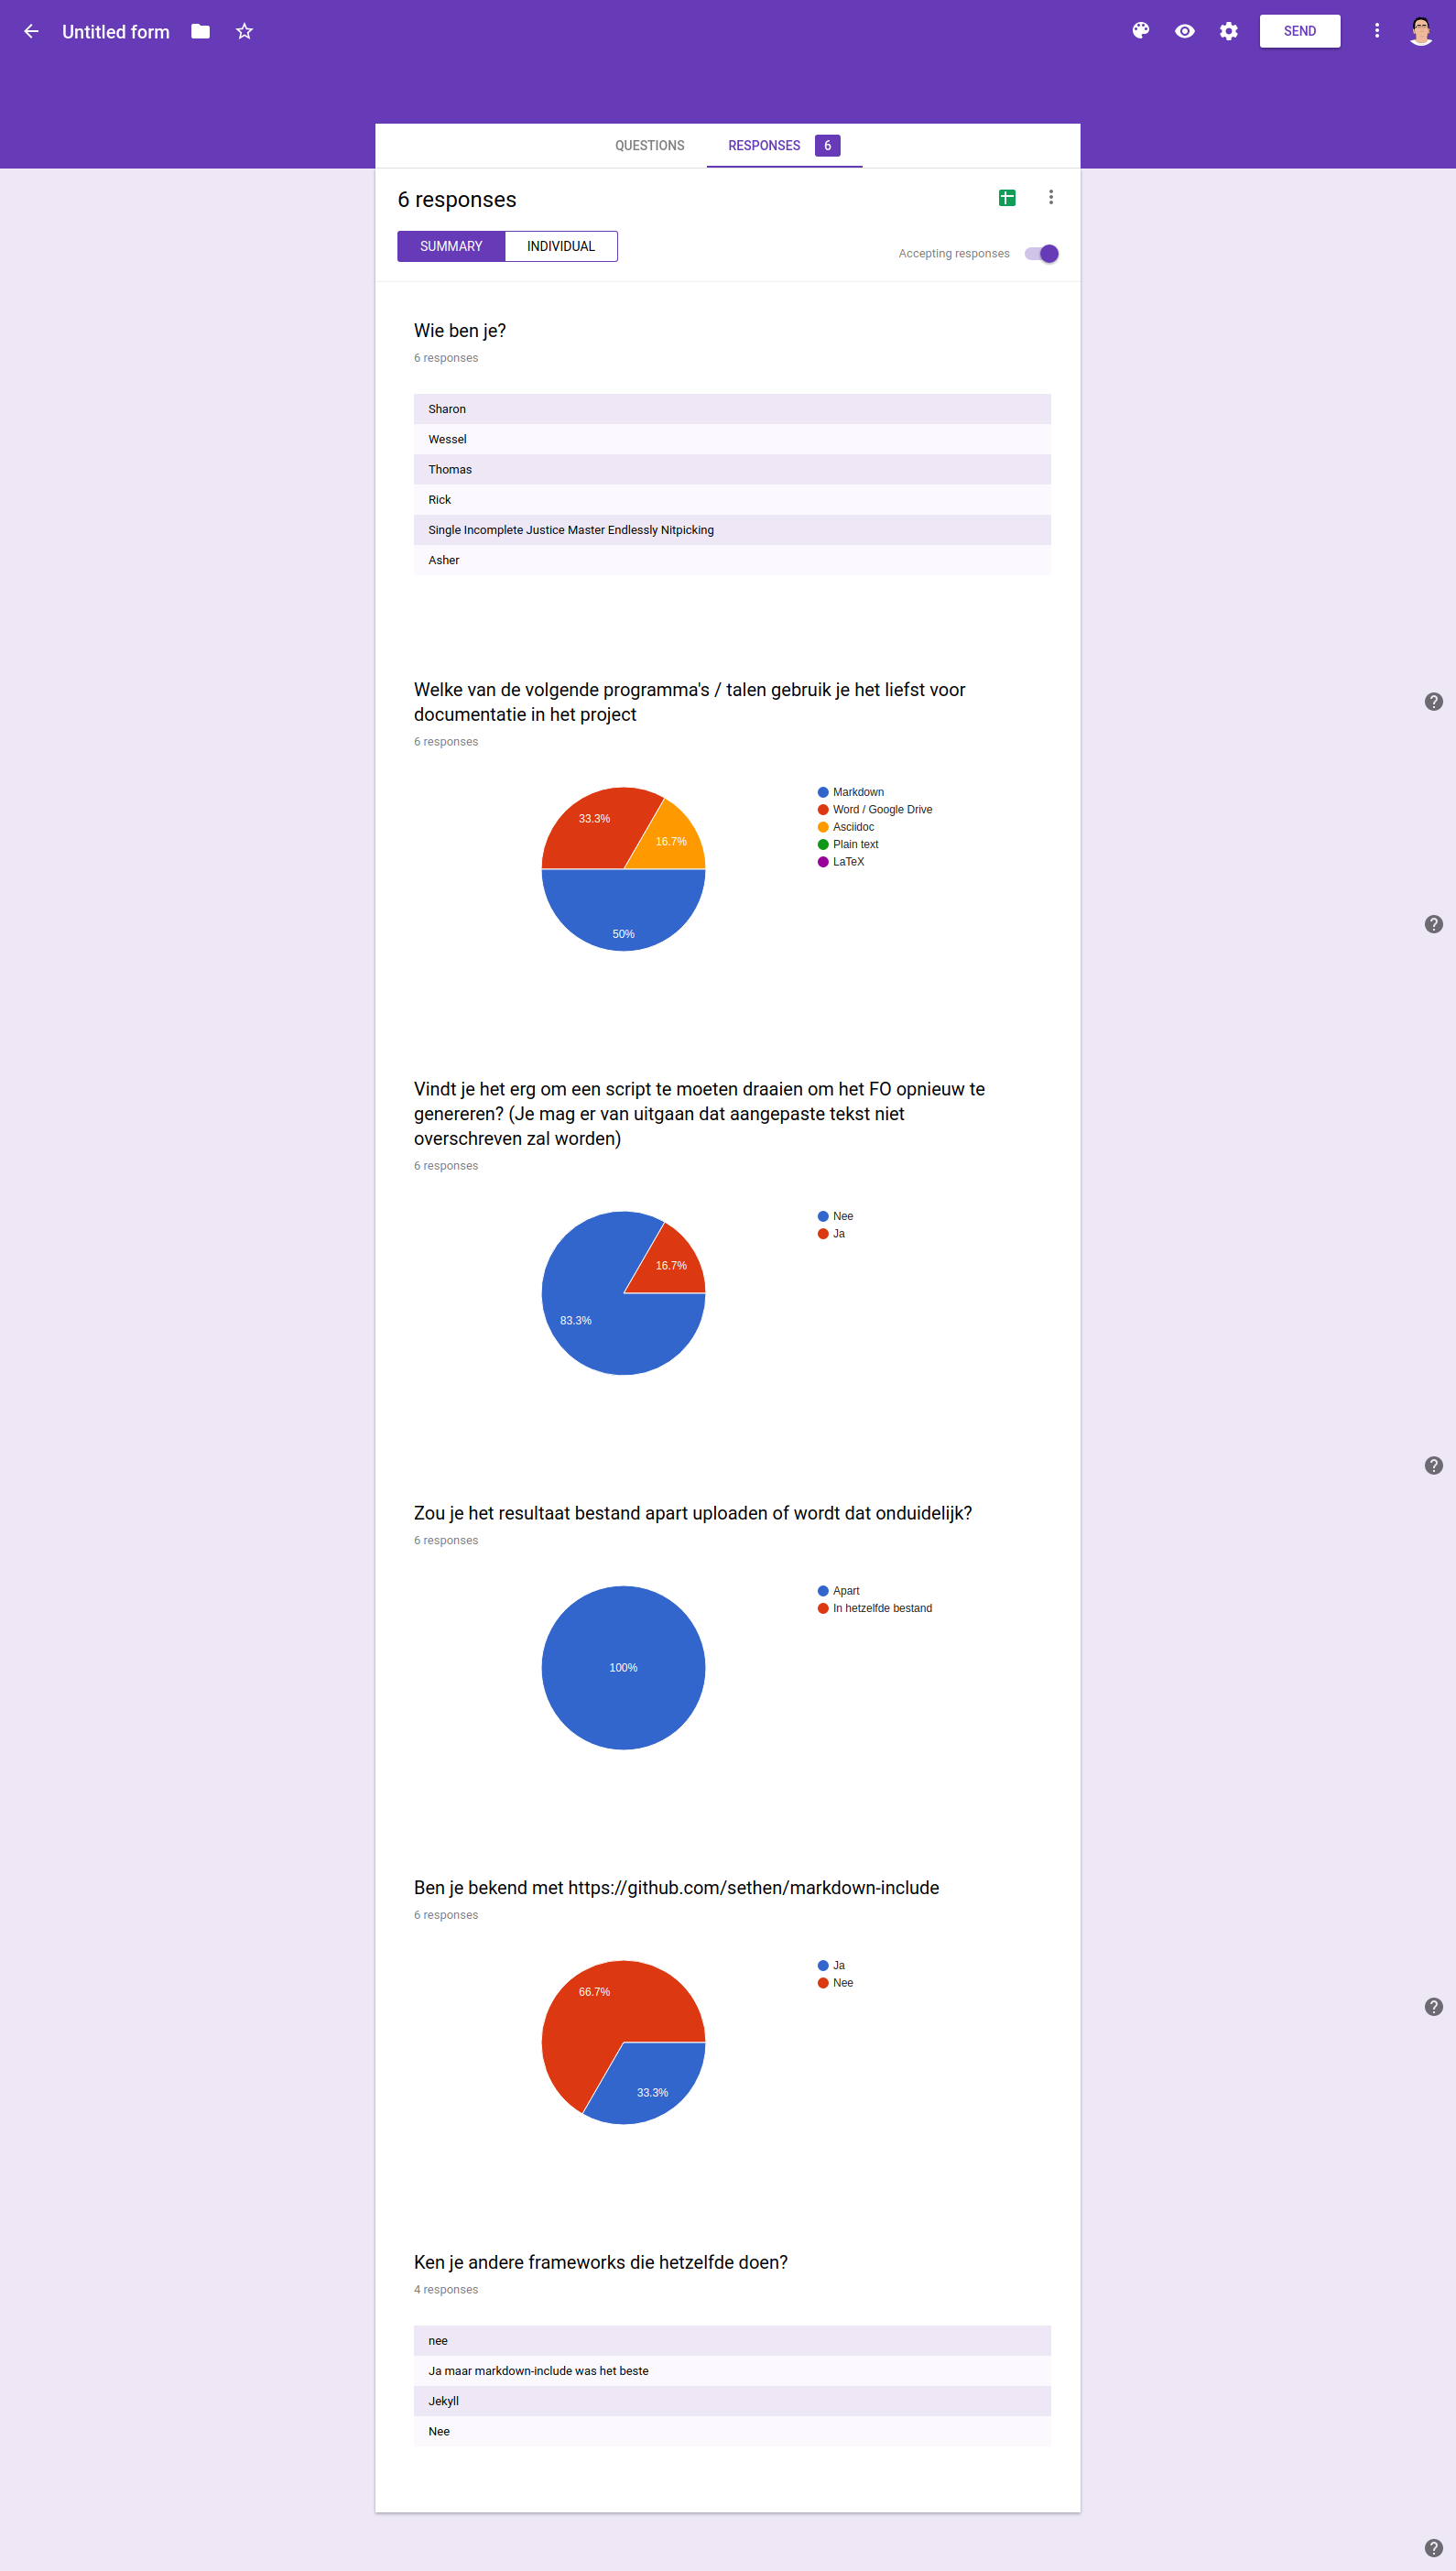 Untitled form
SEND
QUESTIONS RESPONSES 6
6 responses
SUMMARY INDIVIDUAL
Accepting responses
Wie ben je?
6 responses
Sharon
Wessel
Thomas
Rick
Single Incomplete Justice Master Endlessly Nitpicking
Asher
Welke van de volgende programma's / talen gebruik je het liefst voor
documentatie in het project
6 responses
Markdown
Word / Google Drive
Asciidoc
Plain text
LaTeX
33.3%
16.7%
50%
Vindt je het erg om een script te moeten draaien om het FO opnieuw te
genereren? (Je mag er van uitgaan dat aangepaste tekst niet
overschreven zal worden)
6 responses
Nee
Ja
16.7%
83.3%
Zou je het resultaat bestand apart uploaden of wordt dat onduidelijk?
6 responses
Apart
In hetzelfde bestand
100%
Ben je bekend met https://github.com/sethen/markdown-include
6 responses
Ja
Nee
66.7%
33.3%
Ken je andere frameworks die hetzelfde doen?
4 responses
nee
Ja maar markdown-include was het beste
Jekyll
Nee